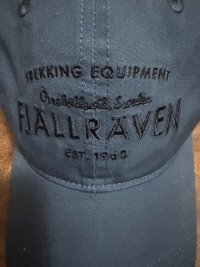 TREKKING EQUIPMENT
Örnsköldsvik Sweden
FJÄLLRÄVEN
EST. 1960